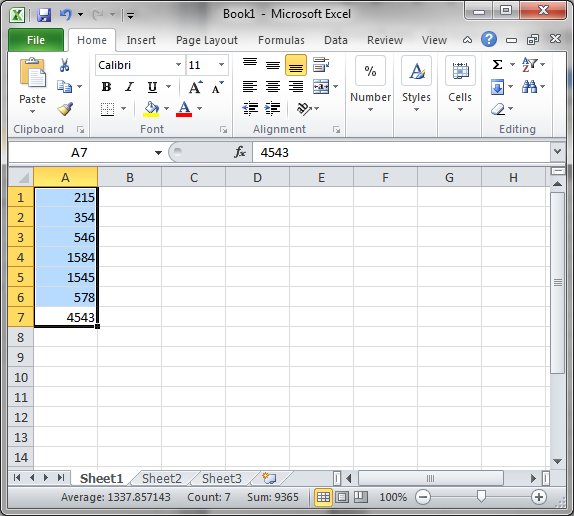 Book1 - Microsoft Excel
File Home Insert Page Layout Formulas Data Review View
Paste Calibri 11 % Number Styles Cells Σ
B I U A A
Clipboard Font Alignment Editing
A7 fx 4543
A B C D E F G H
1 215
2 354
3 546
4 1584
5 1545
6 578
7 4543
8
9
10
11
12
13
14
Sheet1 Sheet2 Sheet3
Average: 1337.857143 Count: 7 Sum: 9365 100%